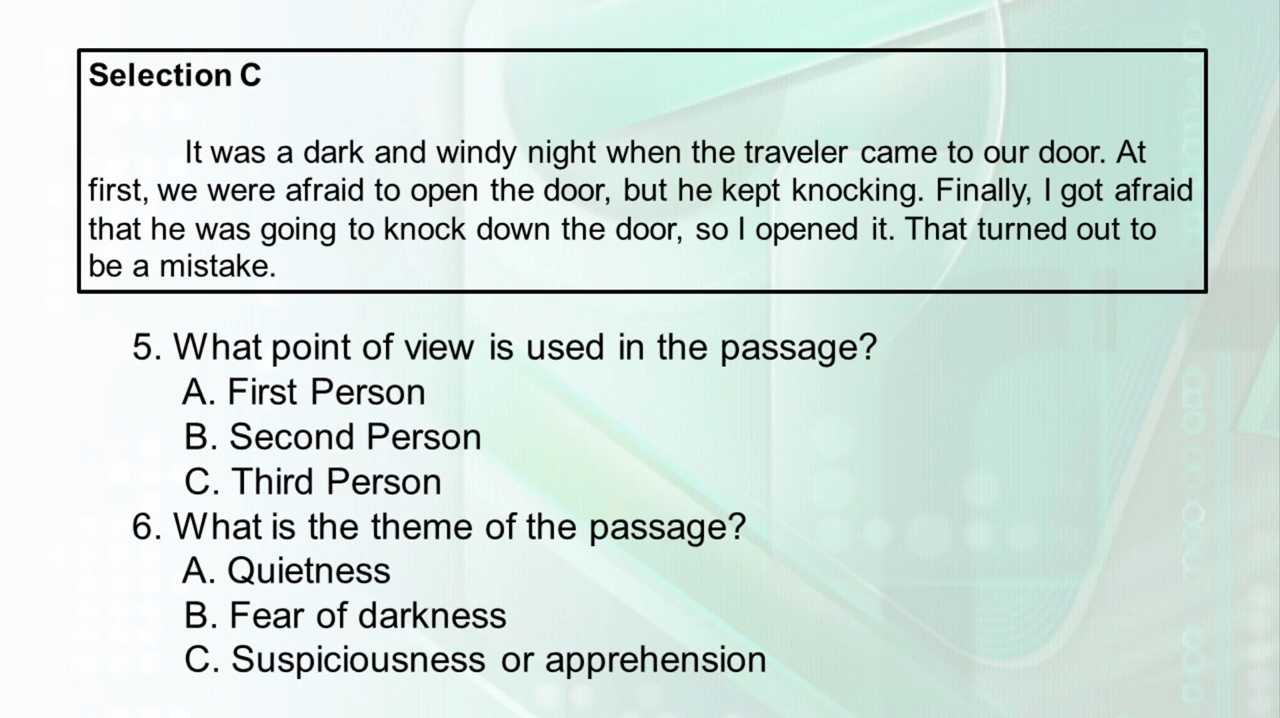 Selection C
It was a dark and windy night when the traveler came to our door. At
first, we were afraid to open the door, but he kept knocking. Finally, I got afraid
that he was going to knock down the door, so I opened it. That turned out to
be a mistake.
5. What point of view is used in the passage?
A. First Person
B. Second Person
C. Third Person
6. What is the theme of the passage?
A. Quietness
B. Fear of darkness
C. Suspiciousness or apprehension